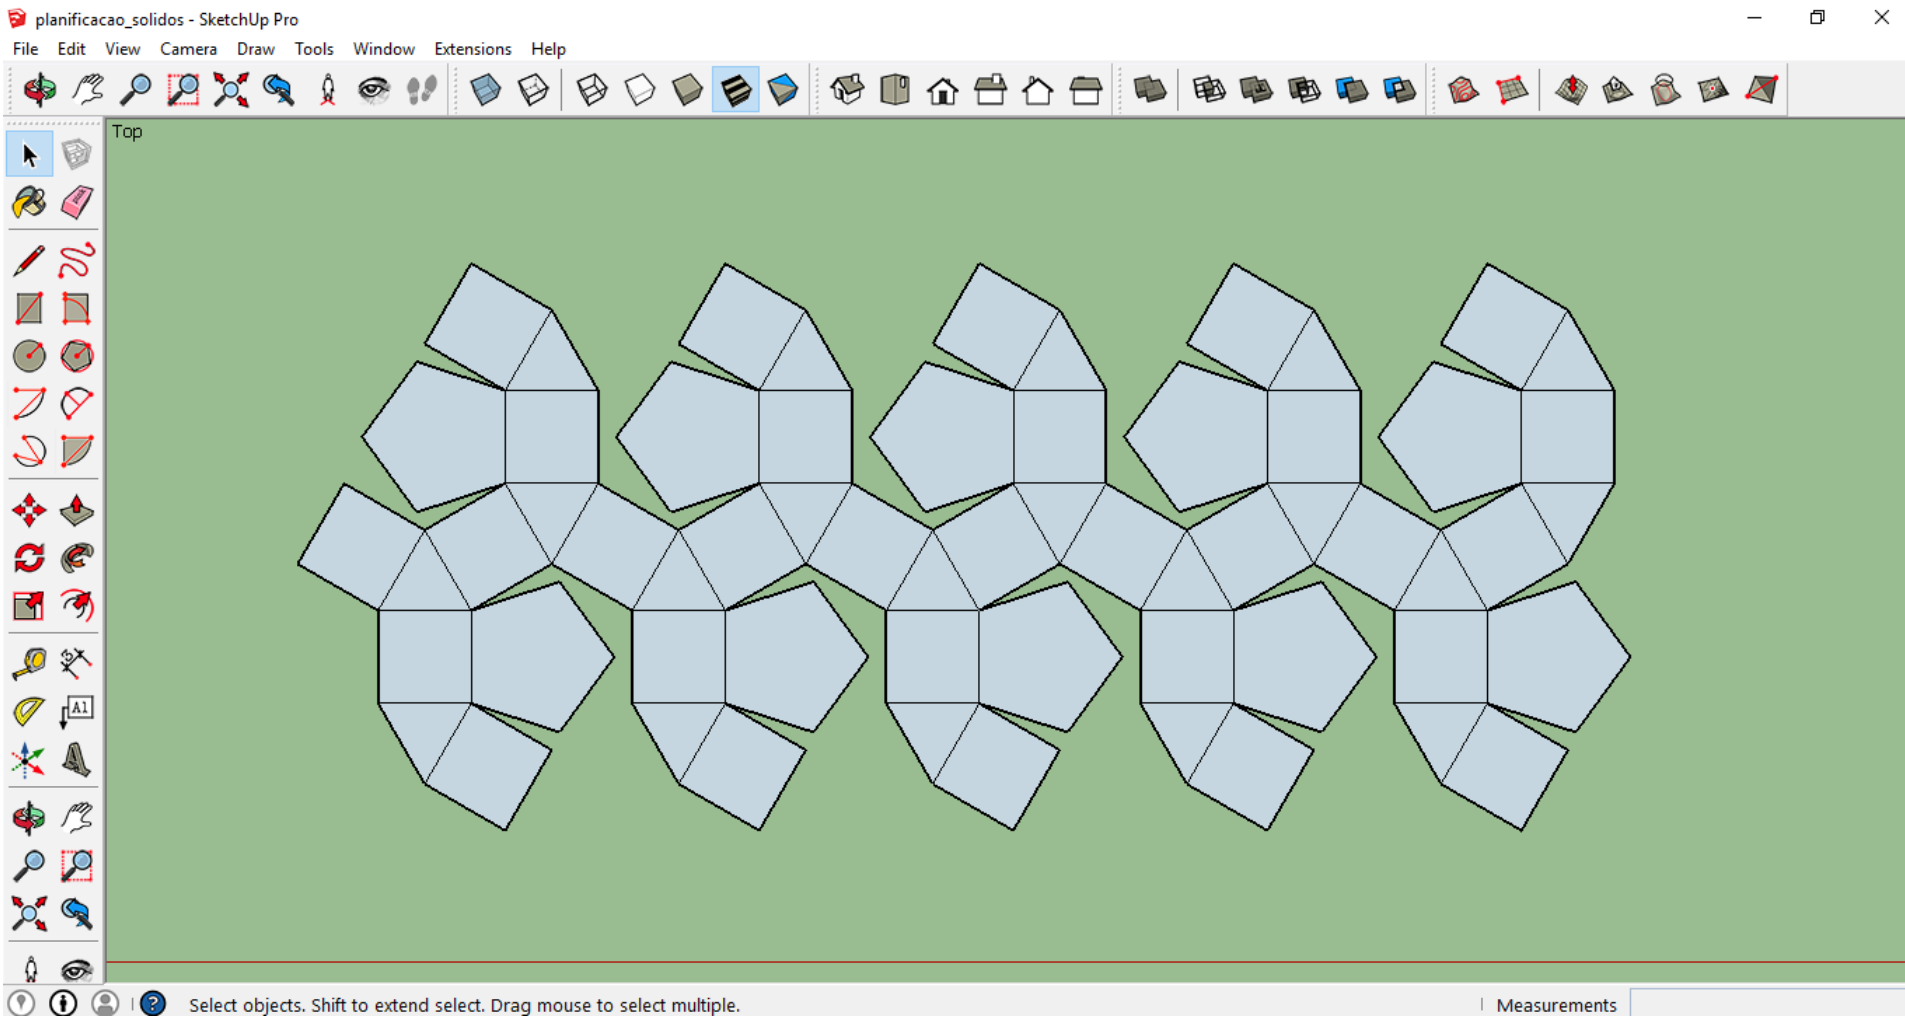 planificacao_solidos - SketchUp Pro
File Edit View Camera Draw Tools Window Extensions Help
Top
A1
Select objects. Shift to extend select. Drag mouse to select multiple.
Measurements